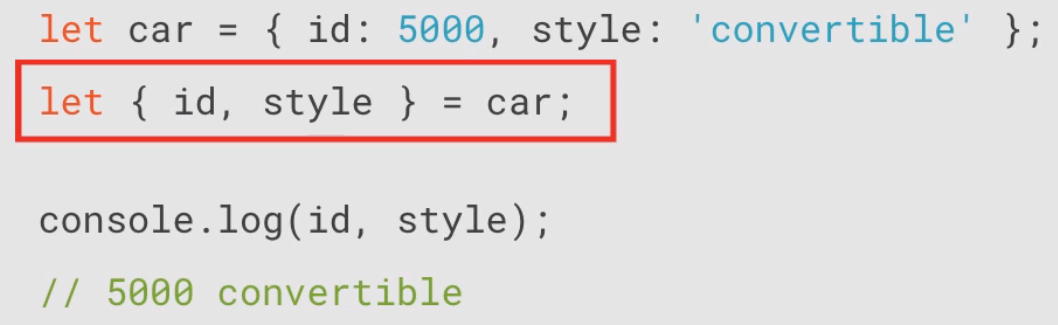 let car = { id: 5000, style: 'convertible' };
let { id, style } = car;
console.log(id, style);
// 5000 convertible